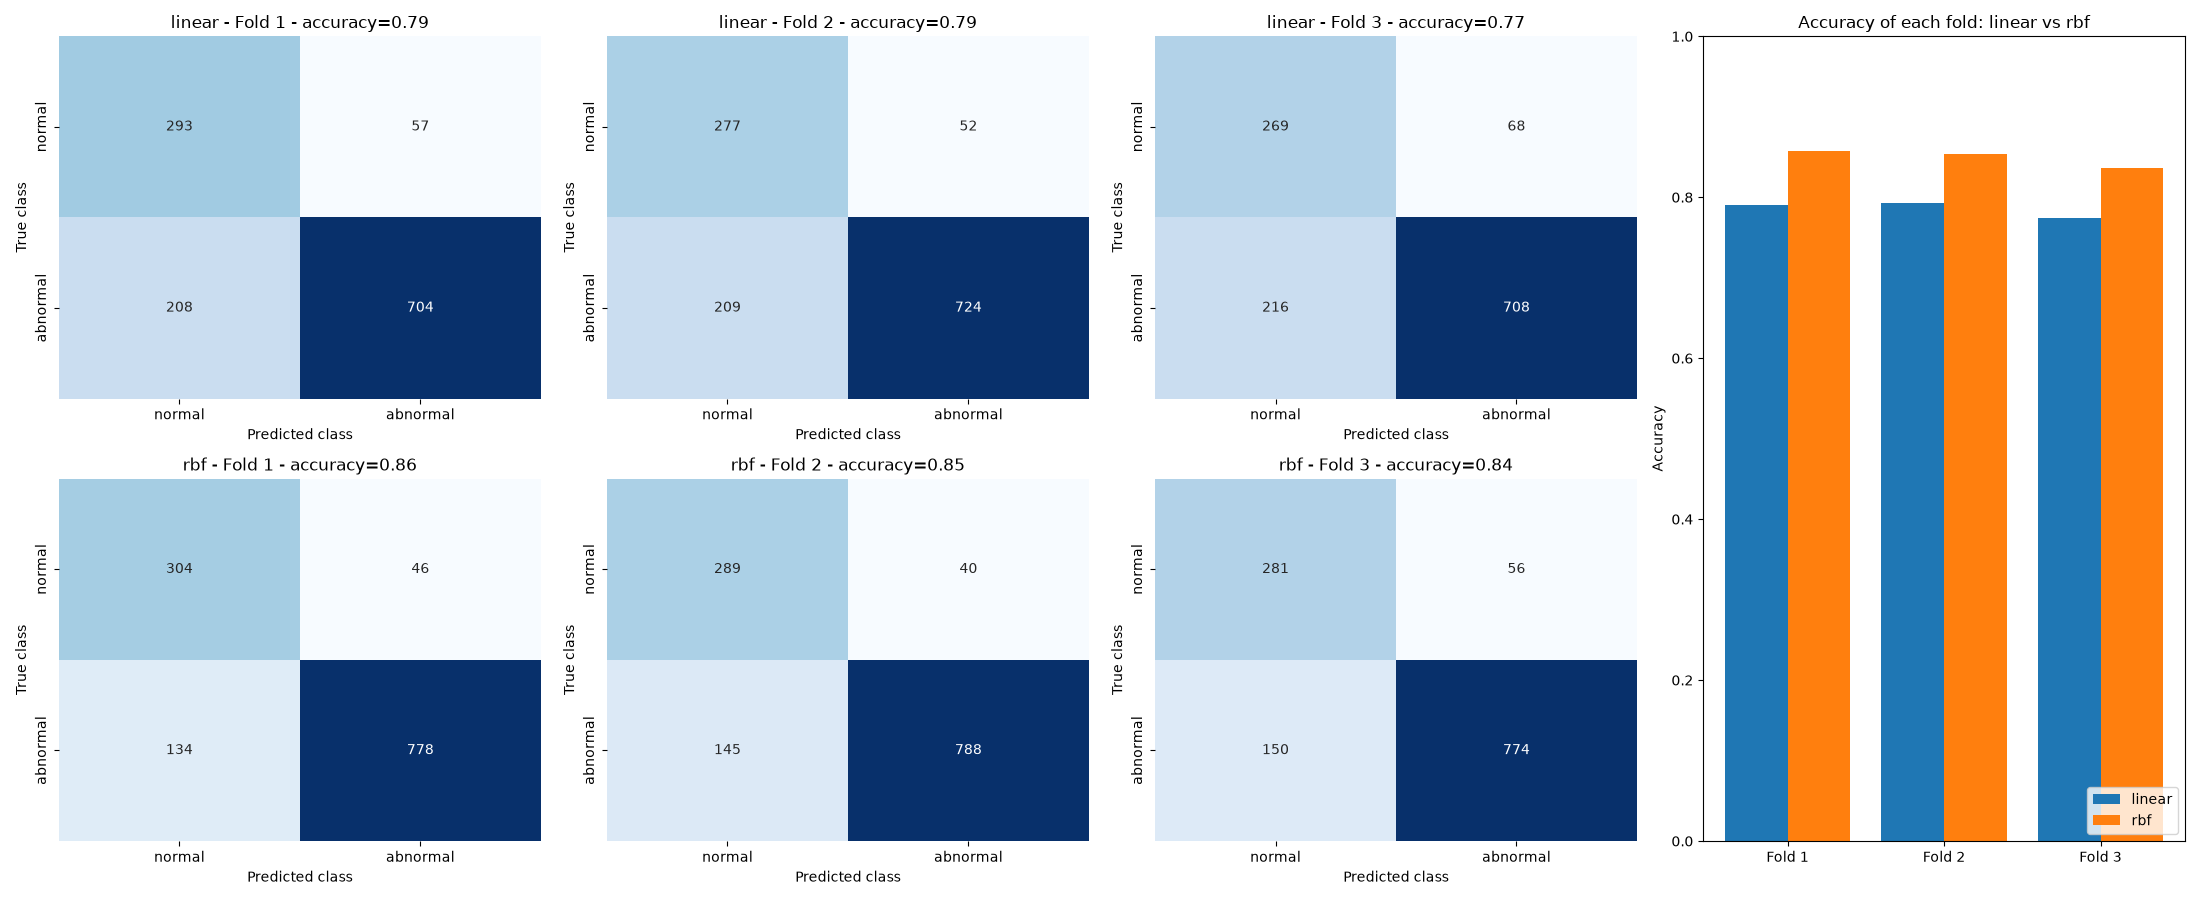 linear - Fold 1 - accuracy=0.79
normal
293
57
True class
abnormal
208
704
normal
abnormal
Predicted class
linear - Fold 2 - accuracy=0.79
normal
277
52
True class
abnormal
209
724
normal
abnormal
Predicted class
linear - Fold 3 - accuracy=0.77
normal
269
68
True class
abnormal
216
708
normal
abnormal
Predicted class
rbf - Fold 1 - accuracy=0.86
normal
304
46
True class
abnormal
134
778
normal
abnormal
Predicted class
rbf - Fold 2 - accuracy=0.85
normal
289
40
True class
abnormal
145
788
normal
abnormal
Predicted class
rbf - Fold 3 - accuracy=0.84
normal
281
56
True class
abnormal
150
774
normal
abnormal
Predicted class
Accuracy of each fold: linear vs rbf
1.0
0.8
0.6
Accuracy
0.4
0.2
0.0
linear
rbf
Fold 1
Fold 2
Fold 3